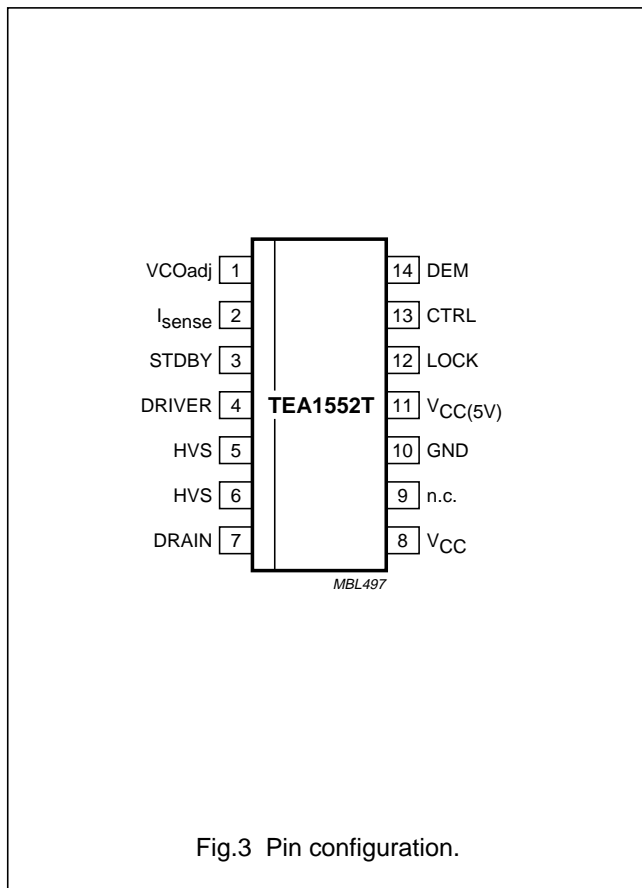 VCOadj 1 14 DEM
Isense 2 13 CTRL
STDBY 3 12 LOCK
DRIVER 4 TEA1552T 11 VCC(5V)
HVS 5 10 GND
HVS 6 9 n.c.
DRAIN 7 8 VCC
MBL497
Fig.3 Pin configuration.